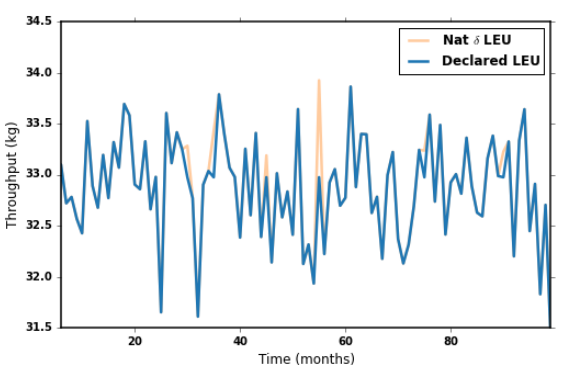 34.5
34.0
33.5
33.0
32.5
32.0
31.5
Throughput (kg)
Nat δ LEU
Declared LEU
20 40 60 80
Time (months)